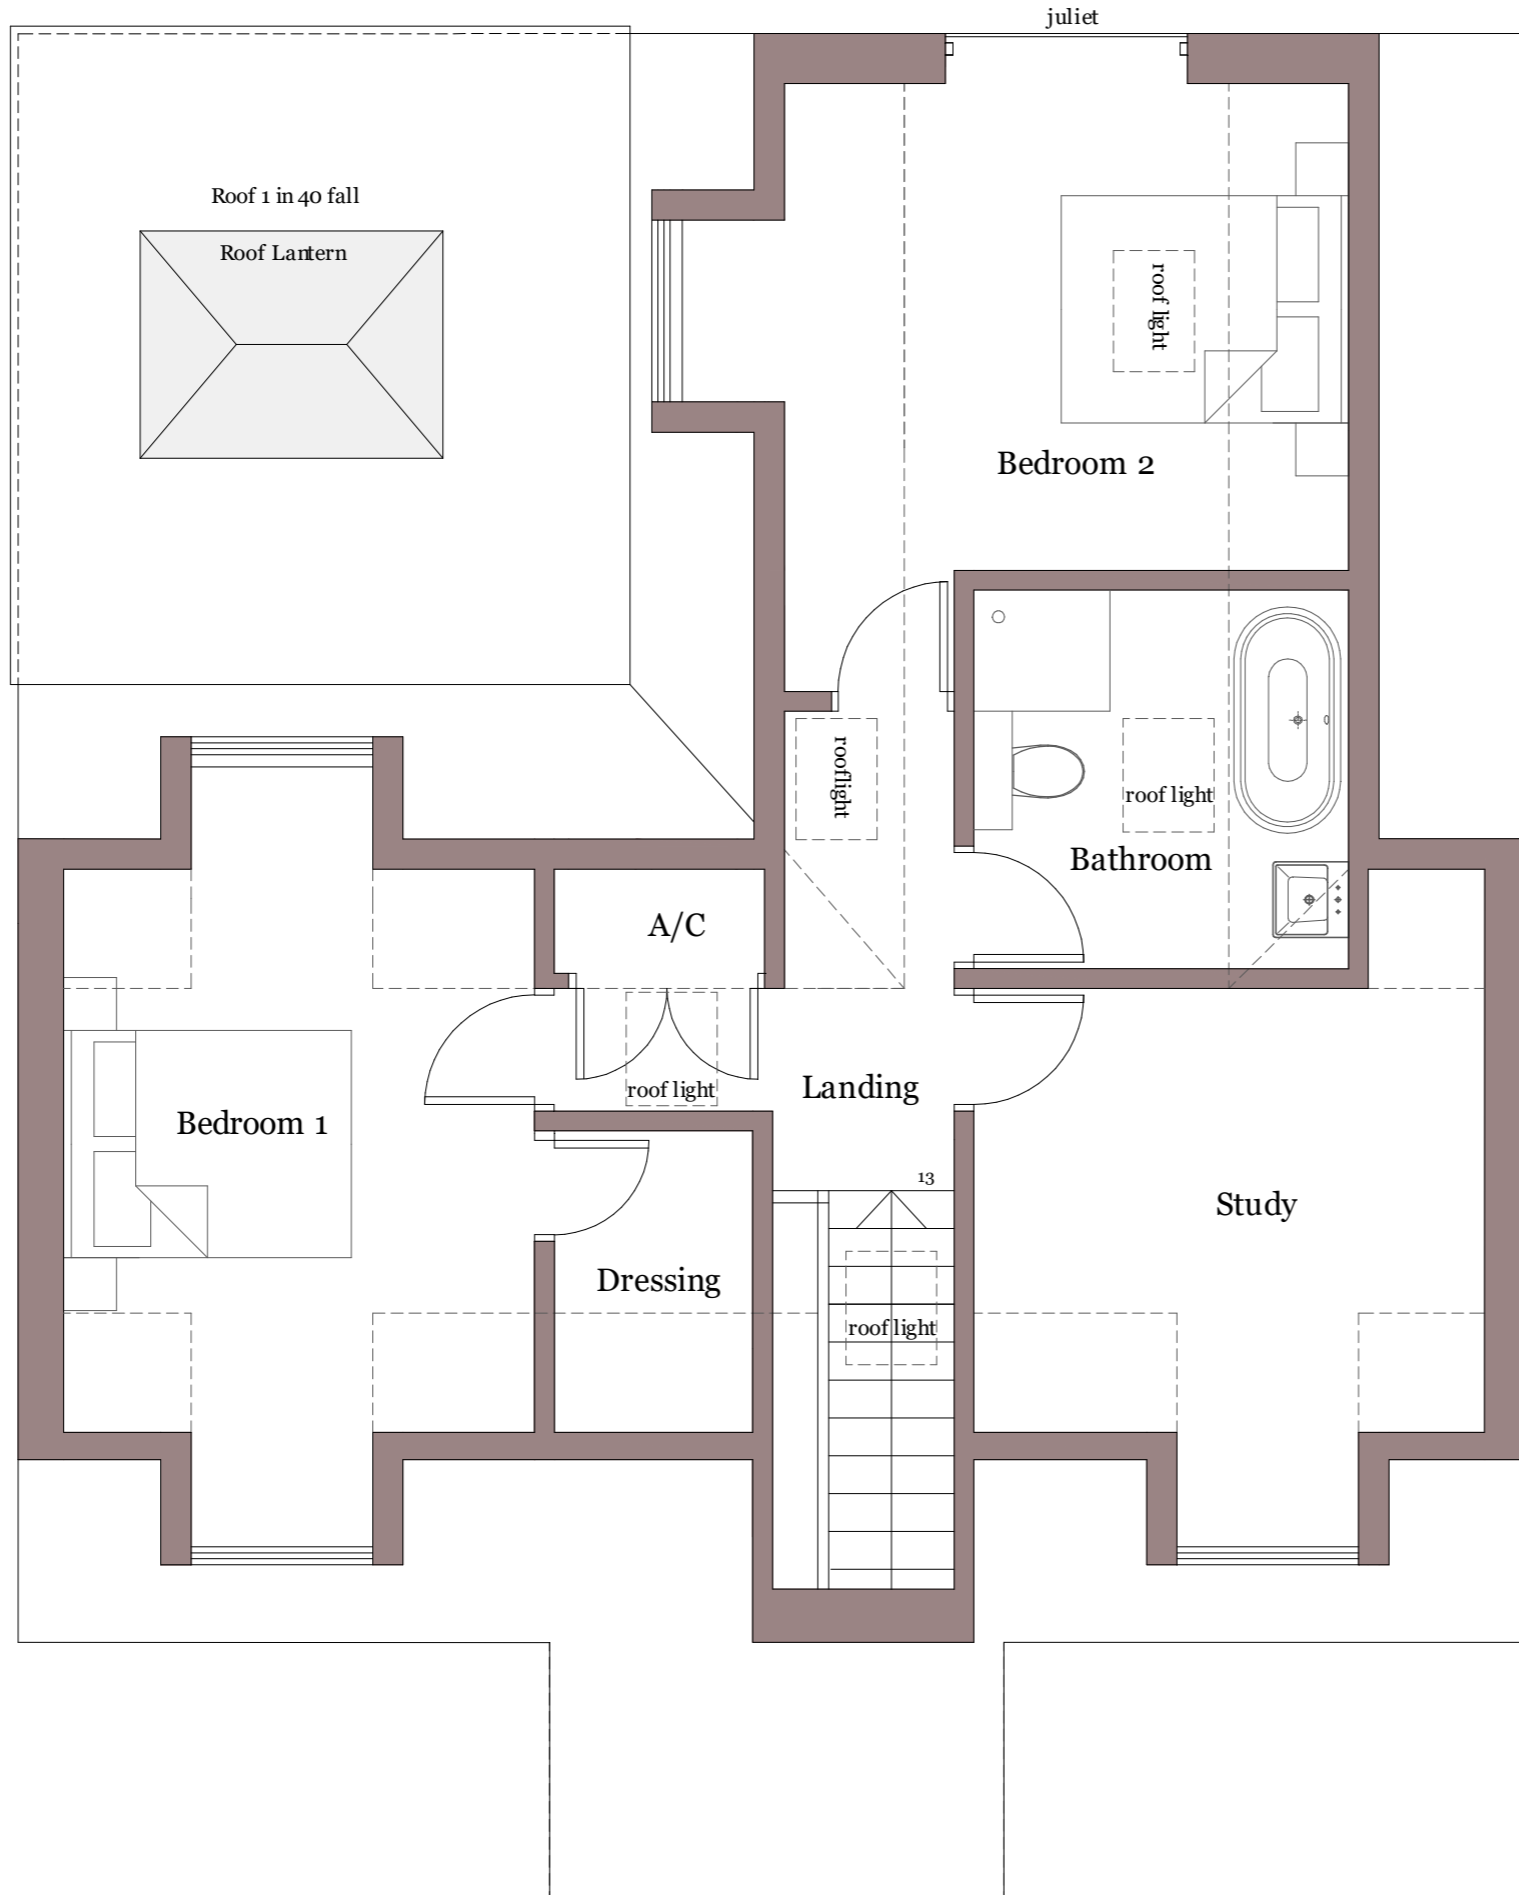 juliet
Roof 1 in 40 fall
Roof Lantern
roof light
Bedroom 2
rooflight
roof light
Bathroom
A/C
roof light
Landing
Bedroom 1
13
Study
Dressing
roof light